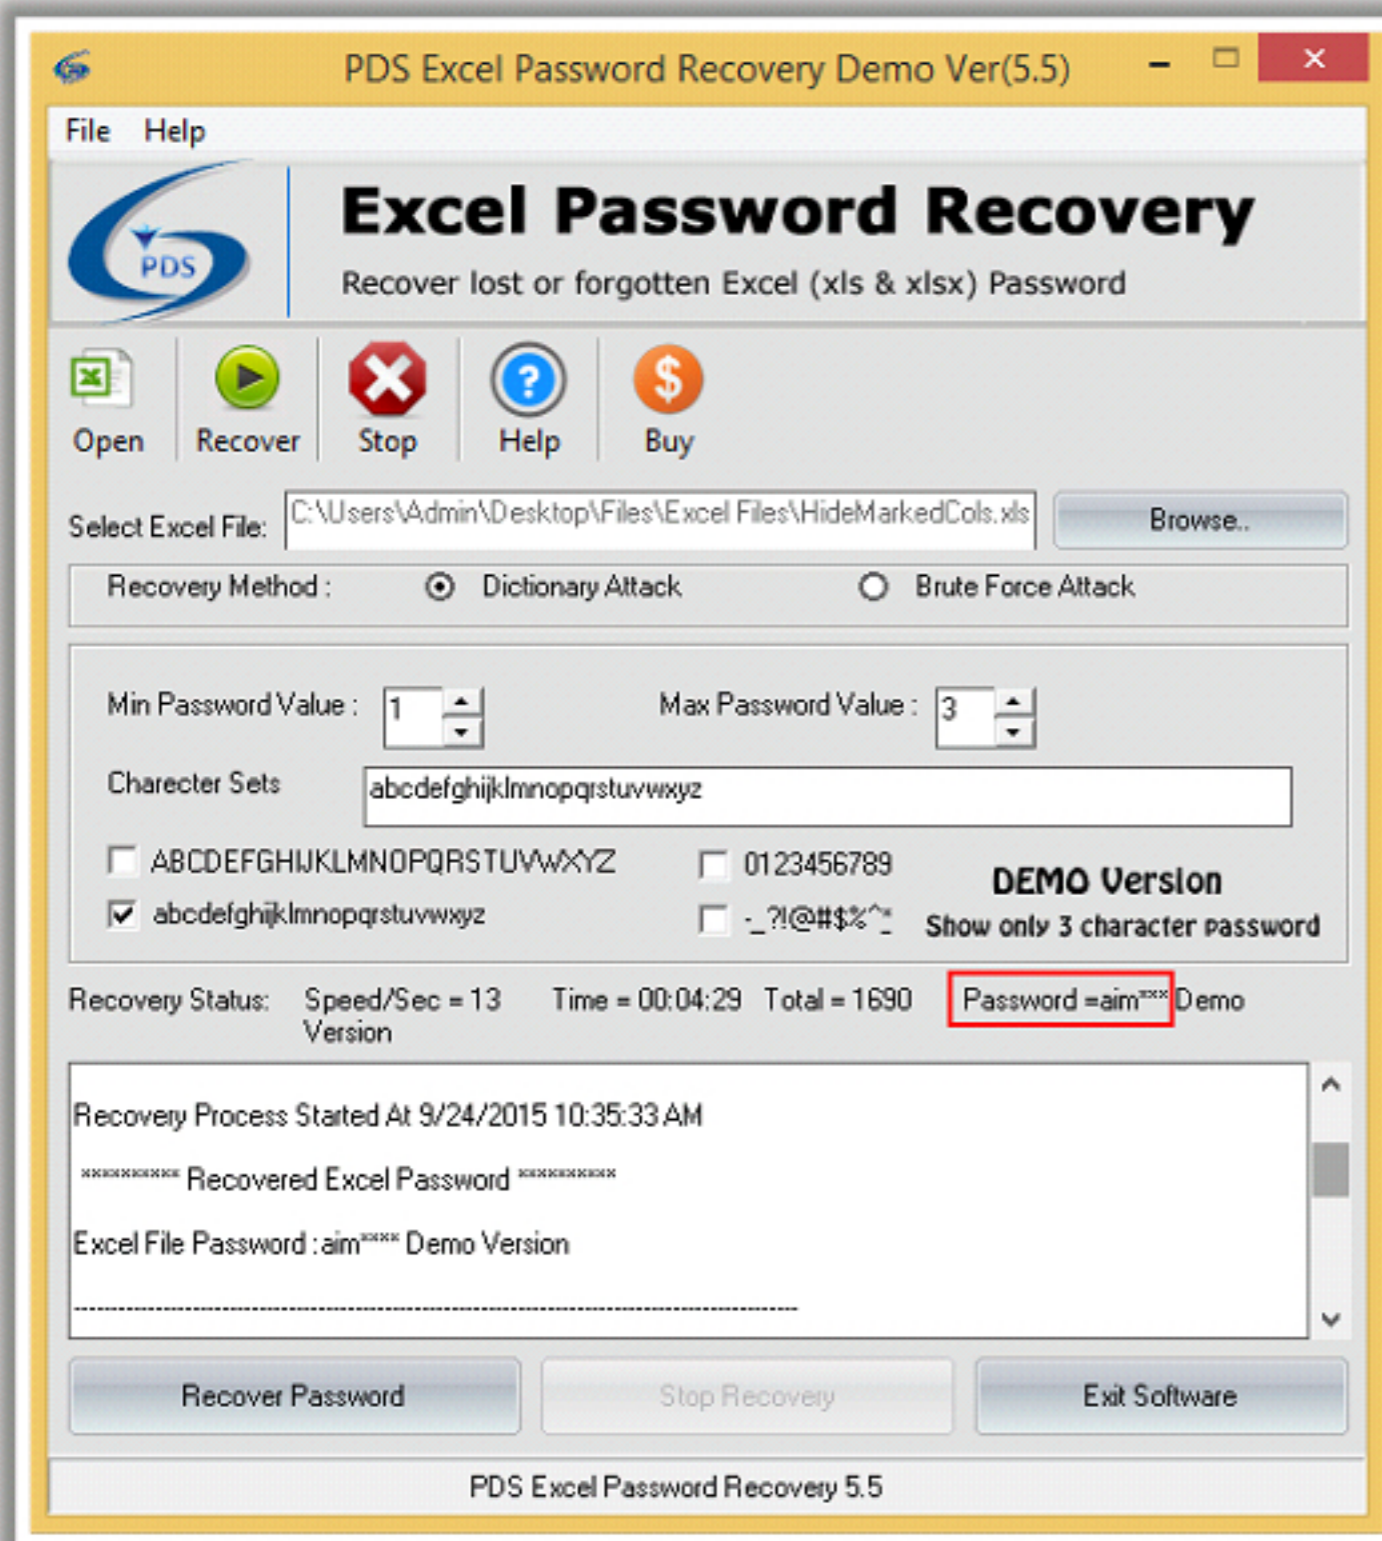 PDS Excel Password Recovery Demo Ver(5.5)
File Help
PDS
Excel Password Recovery
Recover lost or forgotten Excel (xls & xlsx) Password
Open Recover Stop Help Buy
Select Excel File: C:\Users\Admin\Desktop\Files\Excel Files\HideMarkedCols.xls Browse..
Recovery Method : Dictionary Attack Brute Force Attack
Min Password Value : 1 Max Password Value : 3
Charecter Sets abcdefghijklmnopqrstuvwxyz
ABCDEFGHIJKLMNOPQRSTUVWXYZ 0123456789
DEMO Version
abcdefghijklmnopqrstuvwxyz -_?!@#$%^*
Show only 3 character password
Recovery Status: Speed/Sec = 13 Time = 00:04:29 Total = 1690 Password =aim*** Demo
Version
Recovery Process Started At 9/24/2015 10:35:33 AM
********** Recovered Excel Password **********
Excel File Password :aim**** Demo Version
Recover Password Stop Recovery Exit Software
PDS Excel Password Recovery 5.5